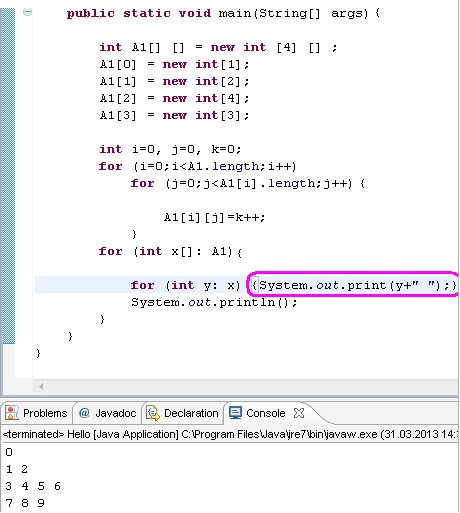 public static void main(String[] args) {
int A1[] [] = new int [4] [] ;
A1[0] = new int[1];
A1[1] = new int[2];
A1[2] = new int[4];
A1[3] = new int[3];
int i=0, j=0, k=0;
for (i=0;i<A1.length;i++)
for (j=0;j<A1[i].length;j++) {
A1[i][j]=k++;
}
for (int x[]: A1){
for (int y: x) {System.out.print(y+" ");}
System.out.println();
}
}
}
Problems @ Javadoc Declaration Console
<terminated> Hello [Java Application] C:\Program Files\Java\jre7\bin\javaw.exe (31.03.2013 14:
0
1 2
3 4 5 6
7 8 9